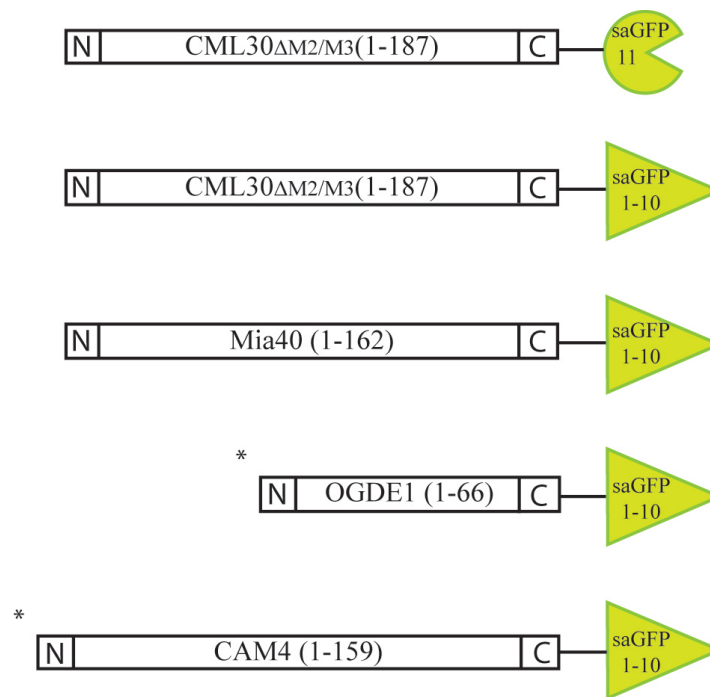 N CML30ΔM2/M3(1-187) C saGFP
11
N CML30ΔM2/M3(1-187) C saGFP
1-10
N Mia40 (1-162) C saGFP
1-10
*
N OGDE1 (1-66) C saGFP
1-10
*
N CAM4 (1-159) C saGFP
1-10